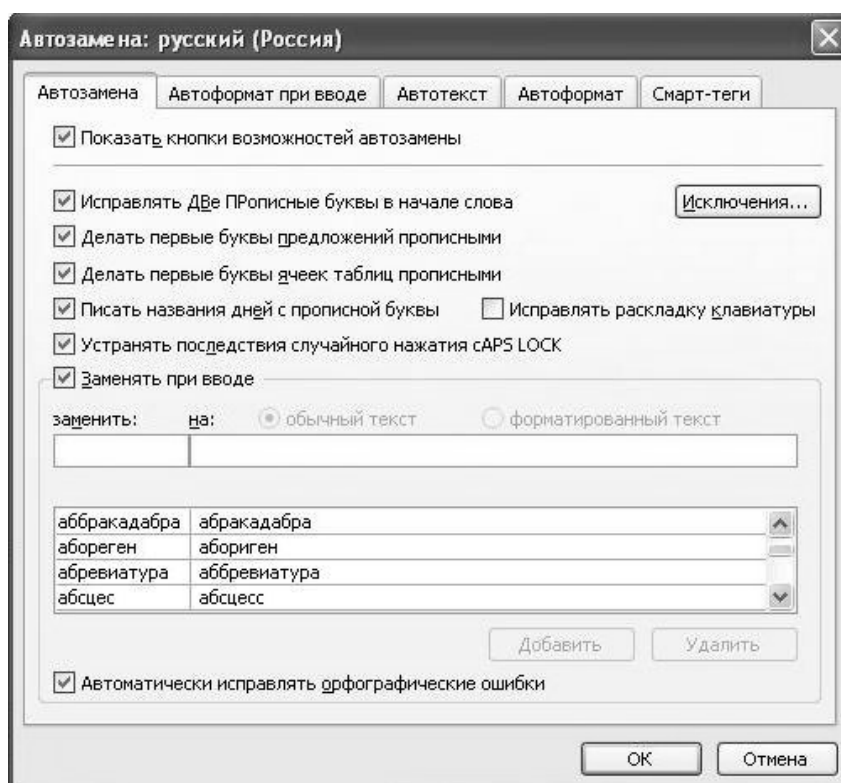 Автозамена: русский (Россия)
Автозамена Автоформат при вводе Автотекст Автоформат Смарт-теги
Показать кнопки возможностей автозамены
Исправлять ДВе ПРописные буквы в начале слова Исключения...
Делать первые буквы предложений прописными
Делать первые буквы ячеек таблиц прописными
Писать названия дней с прописной буквы Исправлять раскладку клавиатуры
Устранять последствия случайного нажатия cAPS LOCK
Заменять при вводе
заменить: на: обычный текст форматированный текст
аббракадабра абракадабра
абореген абориген
абревиатура аббревиатура
абсцес абсцесс
Добавить Удалить
Автоматически исправлять орфографические ошибки
ОК Отмена